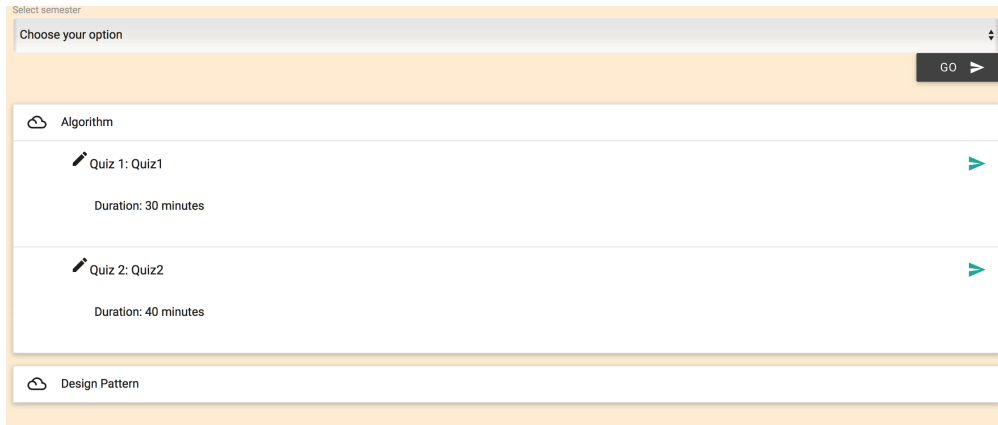 Select semester
Choose your option
GO
Algorithm
Quiz 1: Quiz1
Duration: 30 minutes
Quiz 2: Quiz2
Duration: 40 minutes
Design Pattern